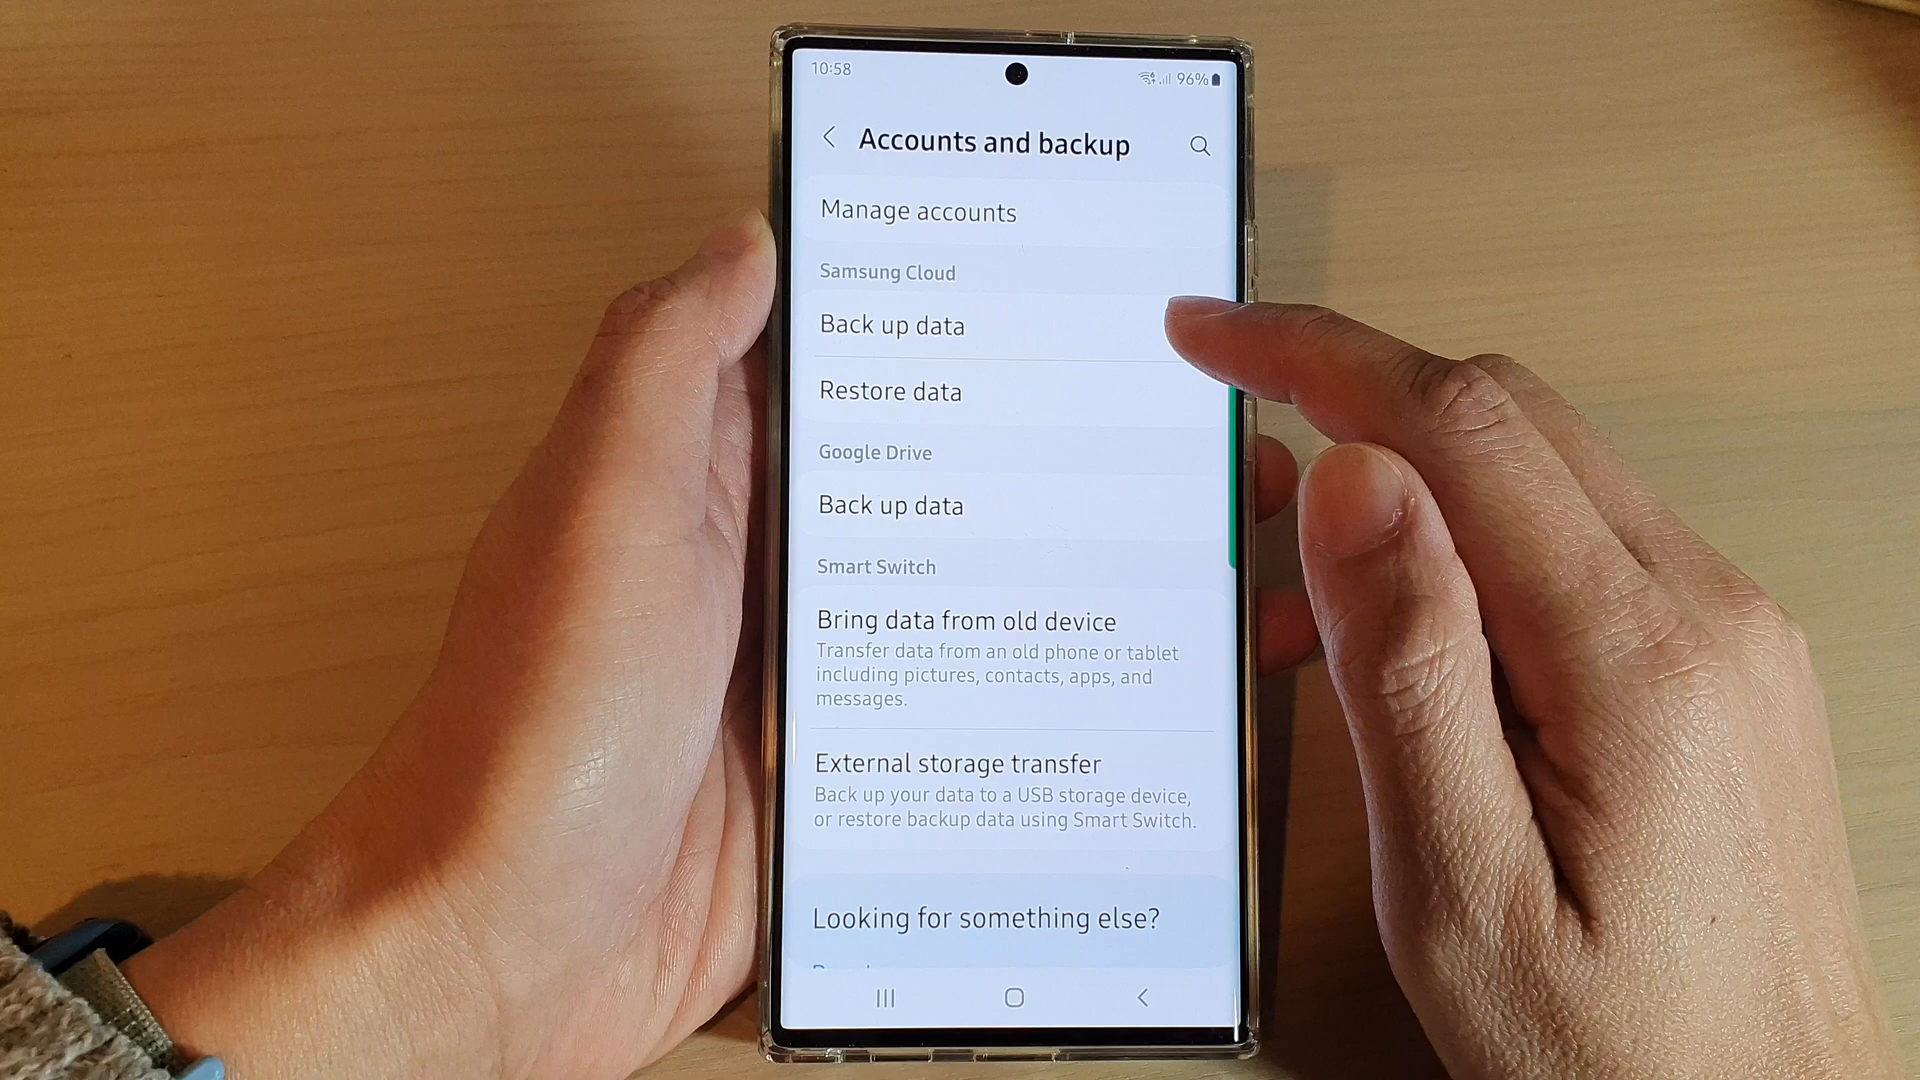 10:58
96%
Accounts and backup
Manage accounts
Samsung Cloud
Back up data
Restore data
Google Drive
Back up data
Smart Switch
Bring data from old device
Transfer data from an old phone or tablet
including pictures, contacts, apps, and
messages.
External storage transfer
Back up your data to a USB storage device,
or restore backup data using Smart Switch.
Looking for something else?